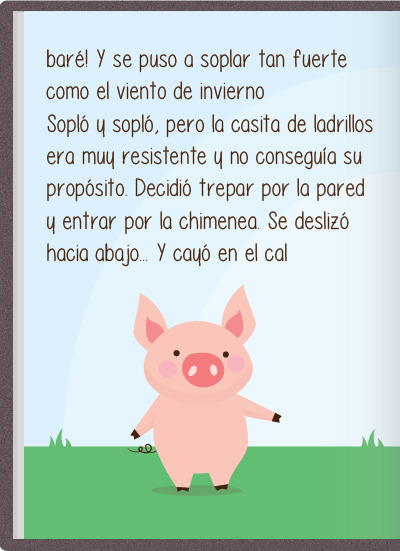 baré! Y se puso a soplar tan fuerte
como el viento de invierno
Sopló y sopló, pero la casita de ladrillos
era muy resistente y no conseguía su
propósito. Decidió trepar por la pared
y entrar por la chimenea. Se deslizó
hacia abajo... Y cayó en el cal